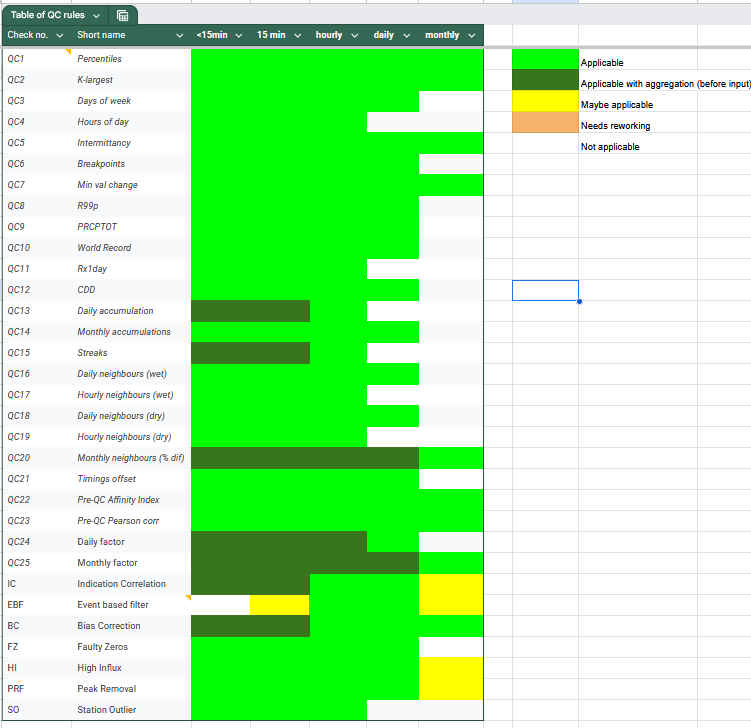 Table of QC rules
Check no. Short name <15min 15 min hourly daily monthly
QC1 Percentiles
Applicable
QC2 K-largest
Applicable with aggregation (before input)
QC3 Days of week
Maybe applicable
QC4 Hours of day
Needs reworking
QC5 Intermittancy
Not applicable
QC6 Breakpoints
QC7 Min val change
QC8 R99p
QC9 PRCPTOT
QC10 World Record
QC11 Rx1day
QC12 CDD
QC13 Daily accumulation
QC14 Monthly accumulations
QC15 Streaks
QC16 Daily neighbours (wet)
QC17 Hourly neighbours (wet)
QC18 Daily neighbours (dry)
QC19 Hourly neighbours (dry)
QC20 Monthly neighbours (% dif)
QC21 Timings offset
QC22 Pre-QC Affinity Index
QC23 Pre-QC Pearson corr
QC24 Daily factor
QC25 Monthly factor
IC Indication Correlation
EBF Event based filter
BC Bias Correction
FZ Faulty Zeros
HI High Influx
PRF Peak Removal
SO Station Outlier